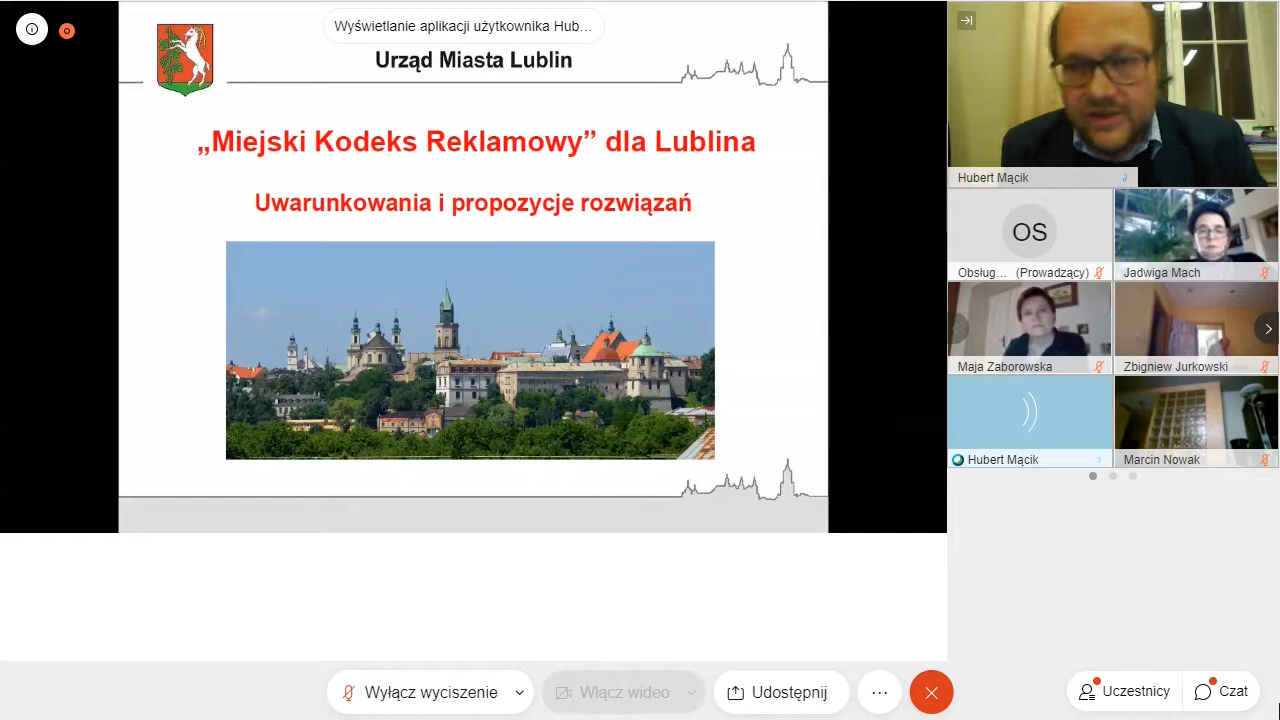 Wyświetlanie aplikacji użytkownika Hub...
Urząd Miasta Lublin
„Miejski Kodeks Reklamowy” dla Lublina
Uwarunkowania i propozycje rozwiązań
Hubert Mącik
OS
Obsług... (Prowadzący)
Jadwiga Mach
Maja Zaborowska
Zbigniew Jurkowski
Hubert Mącik
Marcin Nowak
Wyłącz wyciszenie
Włącz wideo
Udostępnij
Uczestnicy
Czat